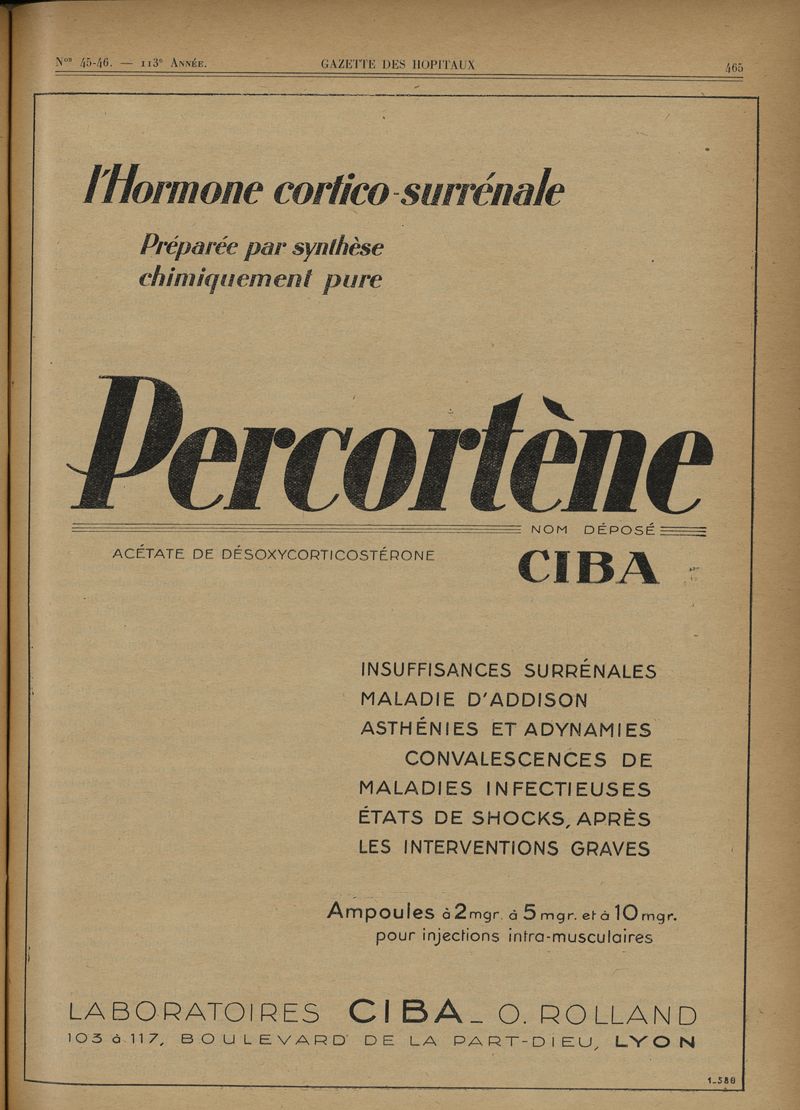 Nos 45-46. — 113e Année.
GAZETTE DES HOPITAUX
465
l'Hormone cortico-surrénale
Préparée par synthèse
chimiquement pure
Percortène
NOM DÉPOSÉ
ACÉTATE DE DÉSOXYCORTICOSTÉRONE
CIBA
INSUFFISANCES SURRÉNALES
MALADIE D'ADDISON
ASTHÉNIES ET ADYNAMIES
CONVALESCENCES DE
MALADIES INFECTIEUSES
ÉTATS DE SHOCKS, APRÈS
LES INTERVENTIONS GRAVES
Ampoules à 2 mgr. à 5 mgr. et à 10 mgr.
pour injections intra-musculaires
LABORATOIRES CIBA_ O. ROLLAND
103 à 117, BOULEVARD DE LA PART-DIEU, LYON
1-380